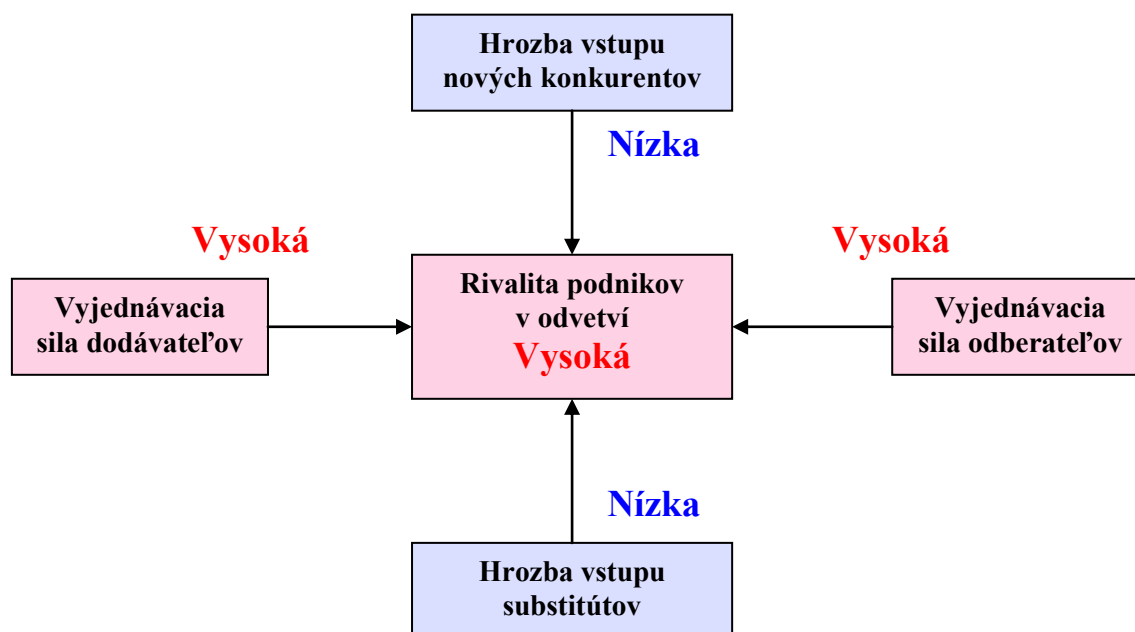 Hrozba vstupu
nových konkurentov
Nízka
Vysoká
Vysoká
Vyjednávacia
sila dodávateľov
Rivalita podnikov
v odvetví
Vysoká
Vyjednávacia
sila odberateľov
Nízka
Hrozba vstupu
substitútov